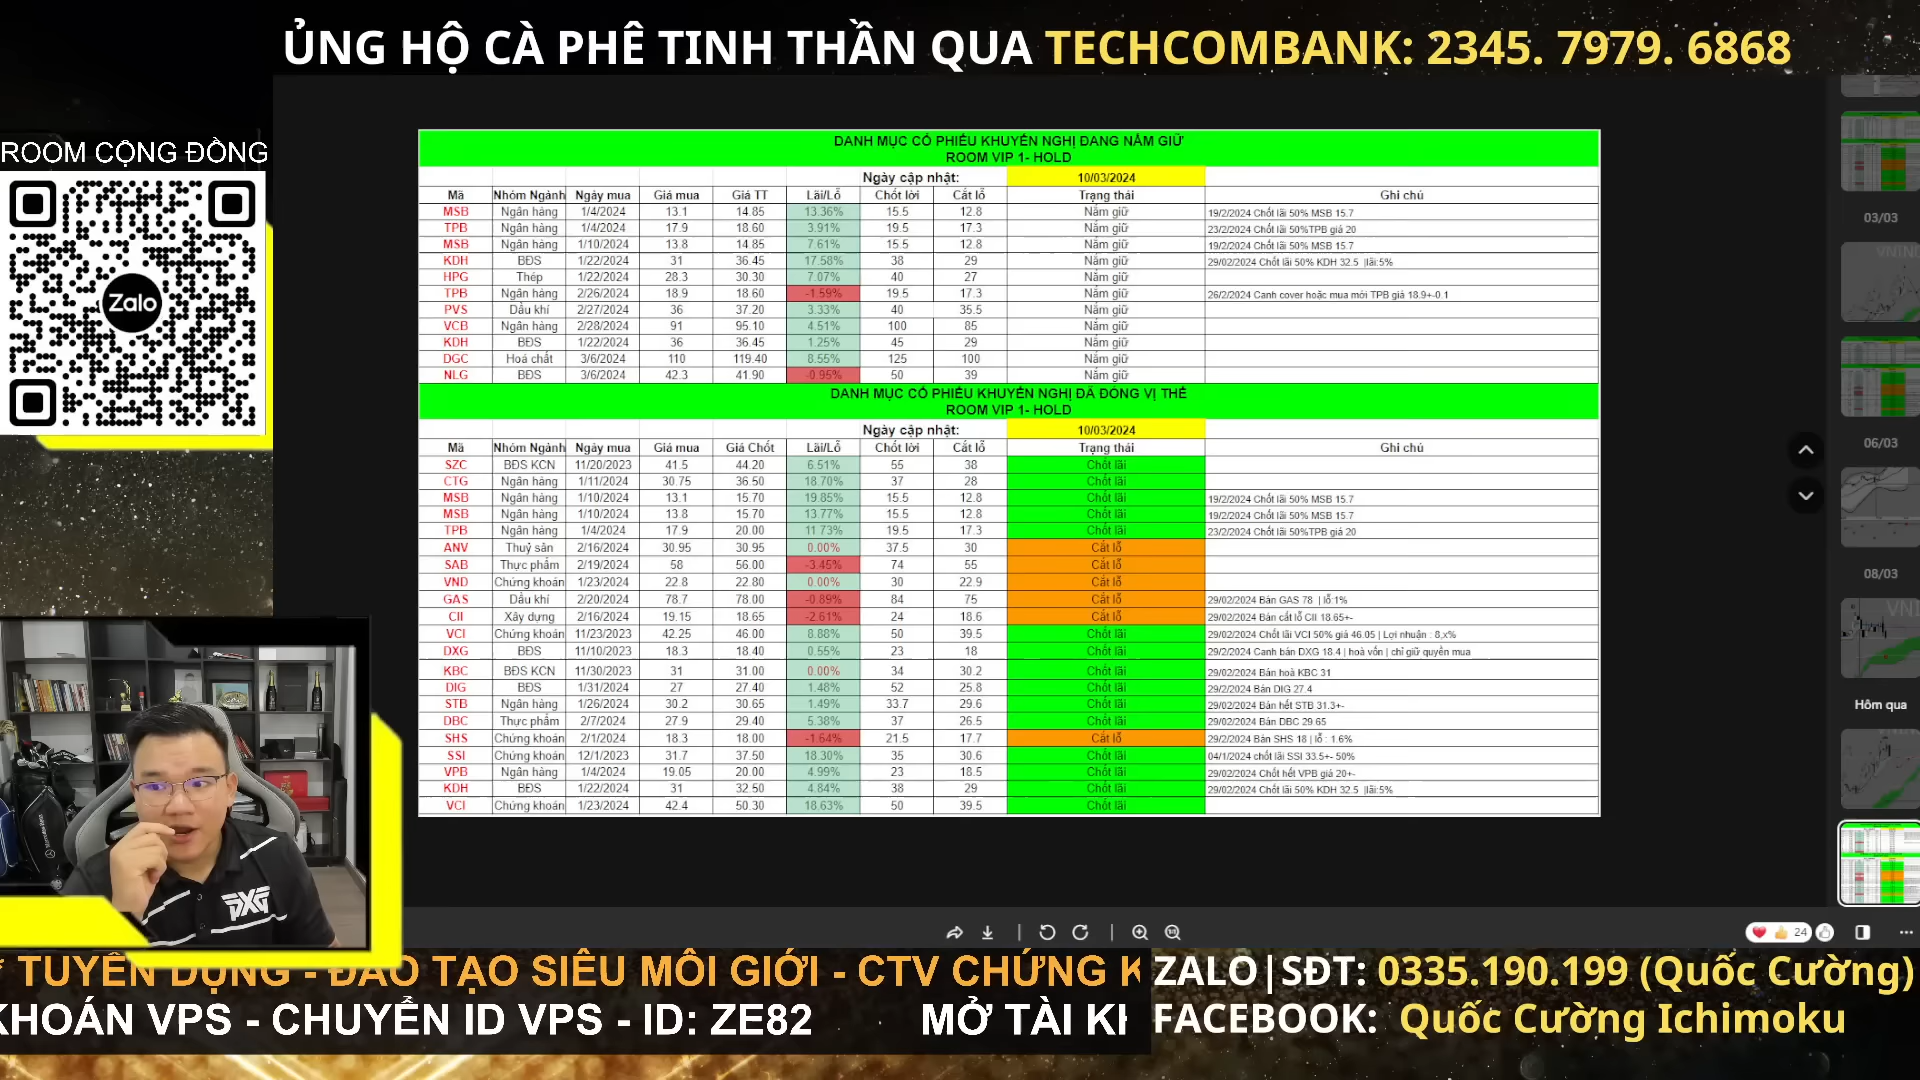 ỦNG HỘ CÀ PHÊ TINH THẦN QUA TECHCOMBANK: 2345. 7979. 6868
ROOM CỘNG ĐỒNG
Zalo
DANH MỤC CỔ PHIẾU KHUYẾN NGHỊ ĐANG NẮM GIỮ
ROOM VIP 1- HOLD
Ngày cập nhật: 10/03/2024
Mã Nhóm Ngành Ngày mua Giá mua Giá TT Lãi/Lỗ Chốt lời Cắt lỗ Trạng thái Ghi chú
MSB Ngân hàng 1/4/2024 13.1 14.85 13.36% 15.5 12.8 Nắm giữ 19/2/2024 Chốt lãi 50% MSB 15.7
TPB Ngân hàng 1/4/2024 17.9 18.60 3.91% 19.5 17.3 Nắm giữ 23/2/2024 Chốt lãi 50%TPB giá 20
MSB Ngân hàng 1/10/2024 13.8 14.85 7.61% 15.5 12.8 Nắm giữ 19/2/2024 Chốt lãi 50% MSB 15.7
KDH BĐS 1/22/2024 31 36.45 17.58% 38 29 Nắm giữ 29/02/2024 Chốt lãi 50% KDH 32.5 |lãi:5%
HPG Thép 1/22/2024 28.3 30.30 7.07% 40 27 Nắm giữ
TPB Ngân hàng 2/26/2024 18.9 18.60 -1.59% 19.5 17.3 Nắm giữ 26/2/2024 Canh cover hoặc mua mới TPB giá 18.9+-0.1
PVS Dầu khí 2/27/2024 36 37.20 3.33% 40 35.5 Nắm giữ
VCB Ngân hàng 2/28/2024 91 95.10 4.51% 100 85 Nắm giữ
KDH BĐS 1/22/2024 36 36.45 1.25% 45 29 Nắm giữ
DGC Hoá chất 3/6/2024 110 119.40 8.55% 125 100 Nắm giữ
NLG BĐS 3/6/2024 42.3 41.90 -0.95% 50 39 Nắm giữ
DANH MỤC CỔ PHIẾU KHUYẾN NGHỊ ĐÃ ĐÓNG VỊ THẾ
ROOM VIP 1- HOLD
Ngày cập nhật: 10/03/2024
Mã Nhóm Ngành Ngày mua Giá mua Giá Chốt Lãi/Lỗ Chốt lời Cắt lỗ Trạng thái Ghi chú
SZC BĐS KCN 11/20/2023 41.5 44.20 6.51% 55 38 Chốt lãi
CTG Ngân hàng 1/11/2024 30.75 36.50 18.70% 37 28 Chốt lãi
MSB Ngân hàng 1/10/2024 13.1 15.70 19.85% 15.5 12.8 Chốt lãi 19/2/2024 Chốt lãi 50% MSB 15.7
MSB Ngân hàng 1/10/2024 13.8 15.70 13.77% 15.5 12.8 Chốt lãi 19/2/2024 Chốt lãi 50% MSB 15.7
TPB Ngân hàng 1/4/2024 17.9 20.00 11.73% 19.5 17.3 Chốt lãi 23/2/2024 Chốt lãi 50%TPB giá 20
ANV Thuỷ sản 2/16/2024 30.95 30.95 0.00% 37.5 30 Cắt lỗ
SAB Thực phẩm 2/19/2024 58 56.00 -3.45% 74 55 Cắt lỗ
VND Chứng khoán 1/23/2024 22.8 22.80 0.00% 30 22.9 Cắt lỗ
GAS Dầu khí 2/20/2024 78.7 78.00 -0.89% 84 75 Cắt lỗ 29/02/2024 Bán GAS 78 | lỗ:1%
CII Xây dựng 2/16/2024 19.15 18.65 -2.61% 24 18.6 Cắt lỗ 29/02/2024 Bán cắt lỗ CII 18.65+-
VCI Chứng khoán 11/23/2023 42.25 46.00 8.88% 50 39.5 Chốt lãi 29/02/2024 Chốt lãi VCI 50% giá 46.05 | Lợi nhuận : 8,x%
DXG BĐS 11/10/2023 18.3 18.40 0.55% 23 18 Chốt lãi 29/2/2024 Canh bán DXG 18.4 | hoà vốn | chỉ giữ quyền mua
KBC BĐS KCN 11/30/2023 31 31.00 0.00% 34 30.2 Chốt lãi 29/02/2024 Bán hoà KBC 31
DIG BĐS 1/31/2024 27 27.40 1.48% 52 25.8 Chốt lãi 29/2/2024 Bán DIG 27.4
STB Ngân hàng 1/26/2024 30.2 30.65 1.49% 33.7 29.6 Chốt lãi 29/02/2024 Bán hết STB 31.3+-
DBC Thực phẩm 2/7/2024 27.9 29.40 5.38% 37 26.5 Chốt lãi 29/02/2024 Bán DBC 29.65
SHS Chứng khoán 2/1/2024 18.3 18.00 -1.64% 21.5 17.7 Cắt lỗ 29/2/2024 Bán SHS 18 | lỗ : 1.6%
SSI Chứng khoán 12/1/2023 31.7 37.50 18.30% 35 30.6 Chốt lãi 04/1/2024 chốt lãi SSI 33.5+- 50%
VPB Ngân hàng 1/4/2024 19.05 20.00 4.99% 23 18.5 Chốt lãi 29/02/2024 Chốt hết VPB giá 20+-
KDH BĐS 1/22/2024 31 32.50 4.84% 38 29 Chốt lãi 29/02/2024 Chốt lãi 50% KDH 32.5 |lãi:5%
VCI Chứng khoán 1/23/2024 42.4 50.30 18.63% 50 39.5 Chốt lãi
03/03
06/03
08/03
Hôm qua
24
PXG
TUYỂN DỤNG - ĐÀO TẠO SIÊU MÔI GIỚI - CTV CHỨNG K
KHOÁN VPS - CHUYỂN ID VPS - ID: ZE82 MỞ TÀI KH
ZALO|SĐT: 0335.190.199 (Quốc Cường)
FACEBOOK: Quốc Cường Ichimoku